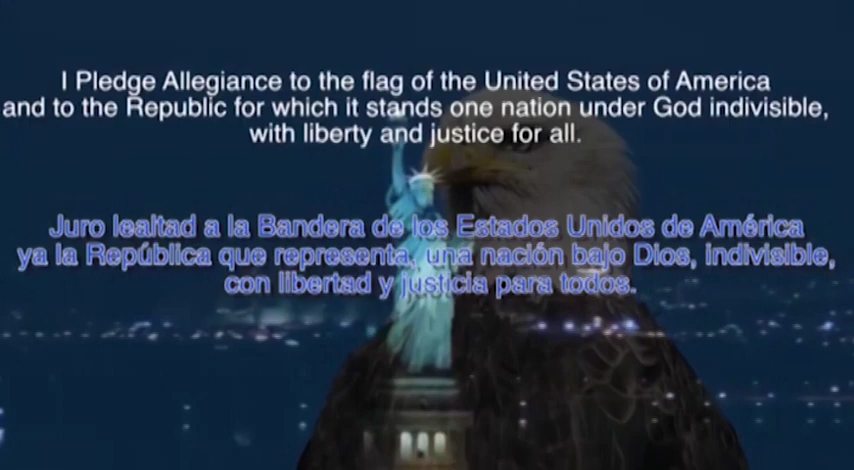 I Pledge Allegiance to the flag of the United States of America
and to the Republic for which it stands one nation under God indivisible,
with liberty and justice for all.
Juro lealtad a la Bandera de los Estados Unidos de América
ya la República que representa, una nación bajo Dios, indivisible,
con libertad y justicia para todos.